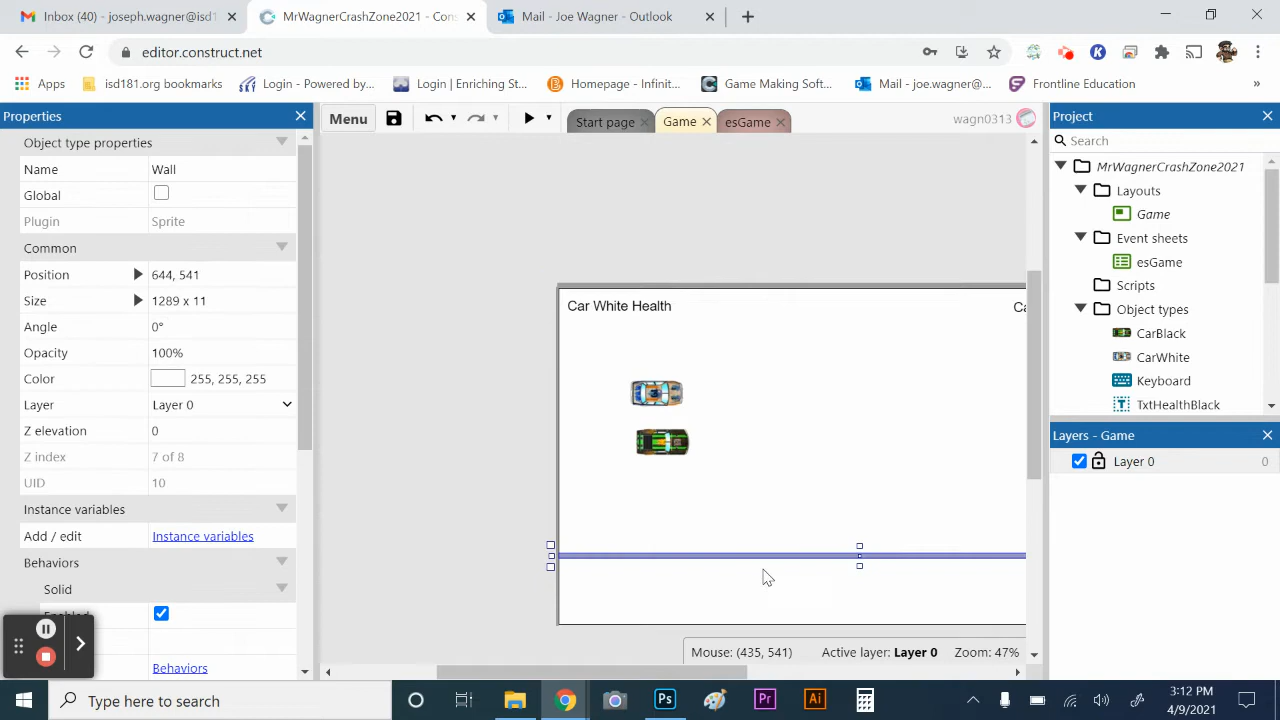 Inbox (40) - joseph.wagner@isd1
MrWagnerCrashZone2021 - Cons
Mail - Joe Wagner - Outlook
editor.construct.net
Apps
isd181.org bookmarks
Login - Powered by...
Login | Enriching St...
Homepage - Infinit...
Game Making Soft...
Mail - joe.wagner@...
Frontline Education
»
Properties
Menu
Start page
Game
esGame
wagn0313
Project
Object type properties
Name Wall
Global
Plugin Sprite
Common
Position 644, 541
Size 1289 x 11
Angle 0°
Opacity 100%
Color 255, 255, 255
Layer Layer 0
Z elevation 0
Z index 7 of 8
UID 10
Instance variables
Add / edit Instance variables
Behaviors
Solid
Behaviors
Car White Health
Ca
Mouse: (435, 541)
Active layer: Layer 0
Zoom: 47%
Search
MrWagnerCrashZone2021
Layouts
Game
Event sheets
esGame
Scripts
Object types
CarBlack
CarWhite
Keyboard
TxtHealthBlack
Layers - Game
Layer 0 0
Type here to search
Ps
Pr
Ai
3:12 PM
4/9/2021